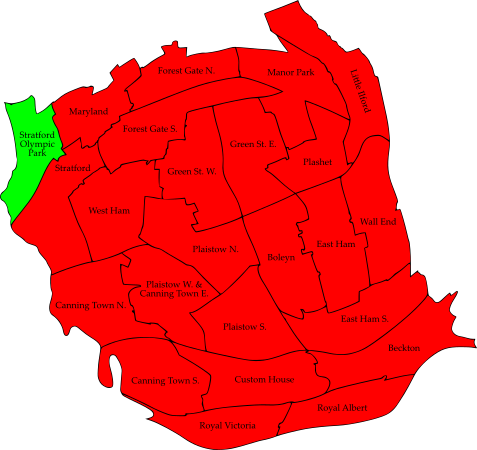 Forest Gate N.
Manor Park
Little Ilford
Maryland
Forest Gate S.
Stratford
Olympic
Park
Green St. E.
Plashet
Stratford
Green St. W.
West Ham
Wall End
Plaistow N.
East Ham
Boleyn
Plaistow W. &
Canning Town E.
Canning Town N.
East Ham S.
Plaistow S.
Beckton
Canning Town S.
Custom House
Royal Albert
Royal Victoria